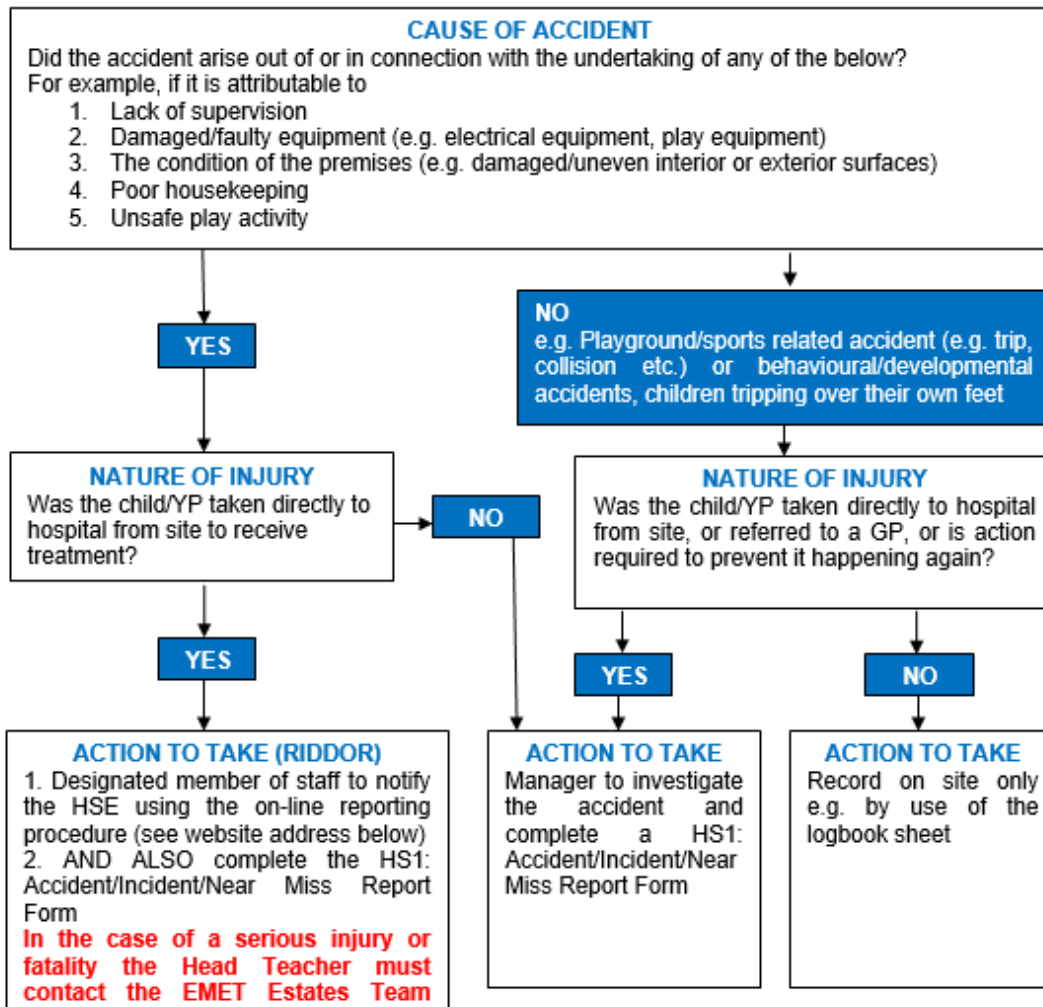 CAUSE OF ACCIDENT
Did the accident arise out of or in connection with the undertaking of any of the below?
For example, if it is attributable to
1. Lack of supervision
2. Damaged/faulty equipment (e.g. electrical equipment, play equipment)
3. The condition of the premises (e.g. damaged/uneven interior or exterior surfaces)
4. Poor housekeeping
5. Unsafe play activity
YES
NO
e.g. Playground/sports related accident (e.g. trip,
collision etc.) or behavioural/developmental
accidents, children tripping over their own feet
NATURE OF INJURY
Was the child/YP taken directly to
hospital from site to receive
treatment?
NO
NATURE OF INJURY
Was the child/YP taken directly to hospital
from site, or referred to a GP, or is action
required to prevent it happening again?
YES
YES
NO
ACTION TO TAKE (RIDDOR)
1. Designated member of staff to notify
the HSE using the on-line reporting
procedure (see website address below)
2. AND ALSO complete the HS1:
Accident/Incident/Near Miss Report
Form
In the case of a serious injury or
fatality the Head Teacher must
contact the EMET Estates Team
ACTION TO TAKE
Manager to investigate
the accident and
complete a HS1:
Accident/Incident/Near
Miss Report Form
ACTION TO TAKE
Record on site only
e.g. by use of the
logbook sheet